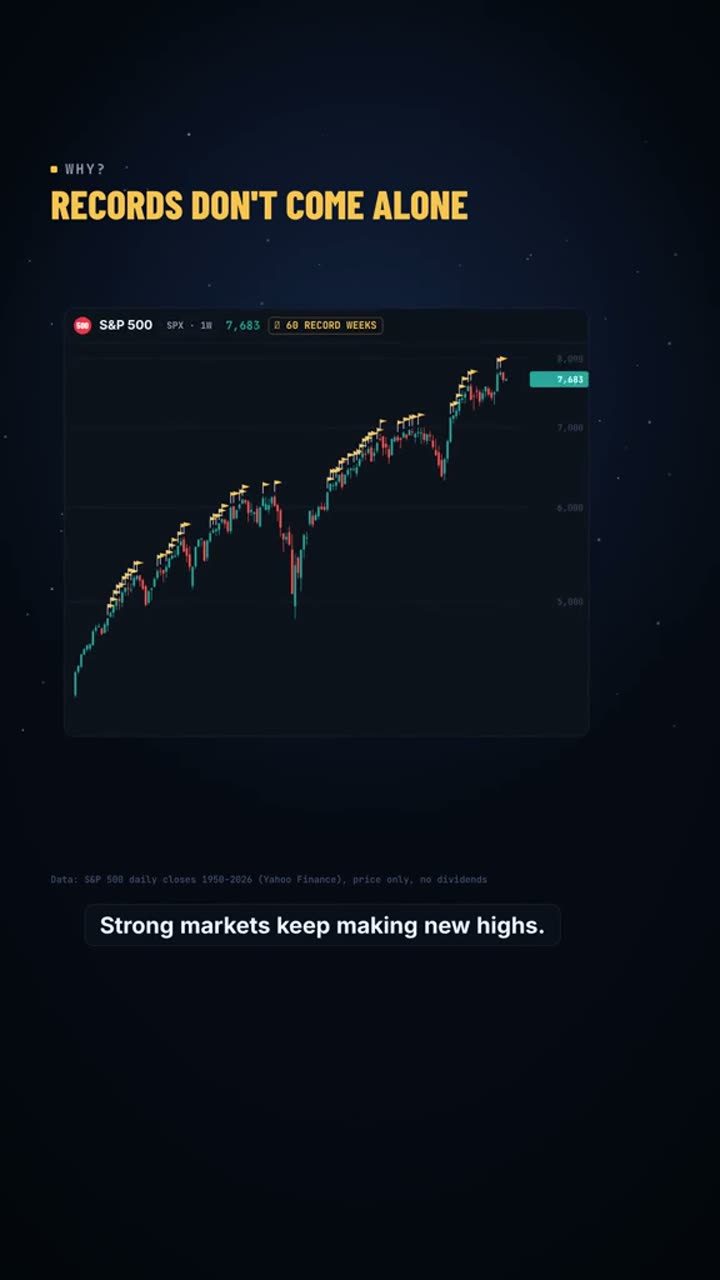 WHY?
RECORDS DON'T COME ALONE
500 S&P 500 SPX · 1W 7,683 60 RECORD WEEKS
8,000
7,683
7,000
6,000
5,000
Data: S&P 500 daily closes 1950-2026 (Yahoo Finance), price only, no dividends
Strong markets keep making new highs.